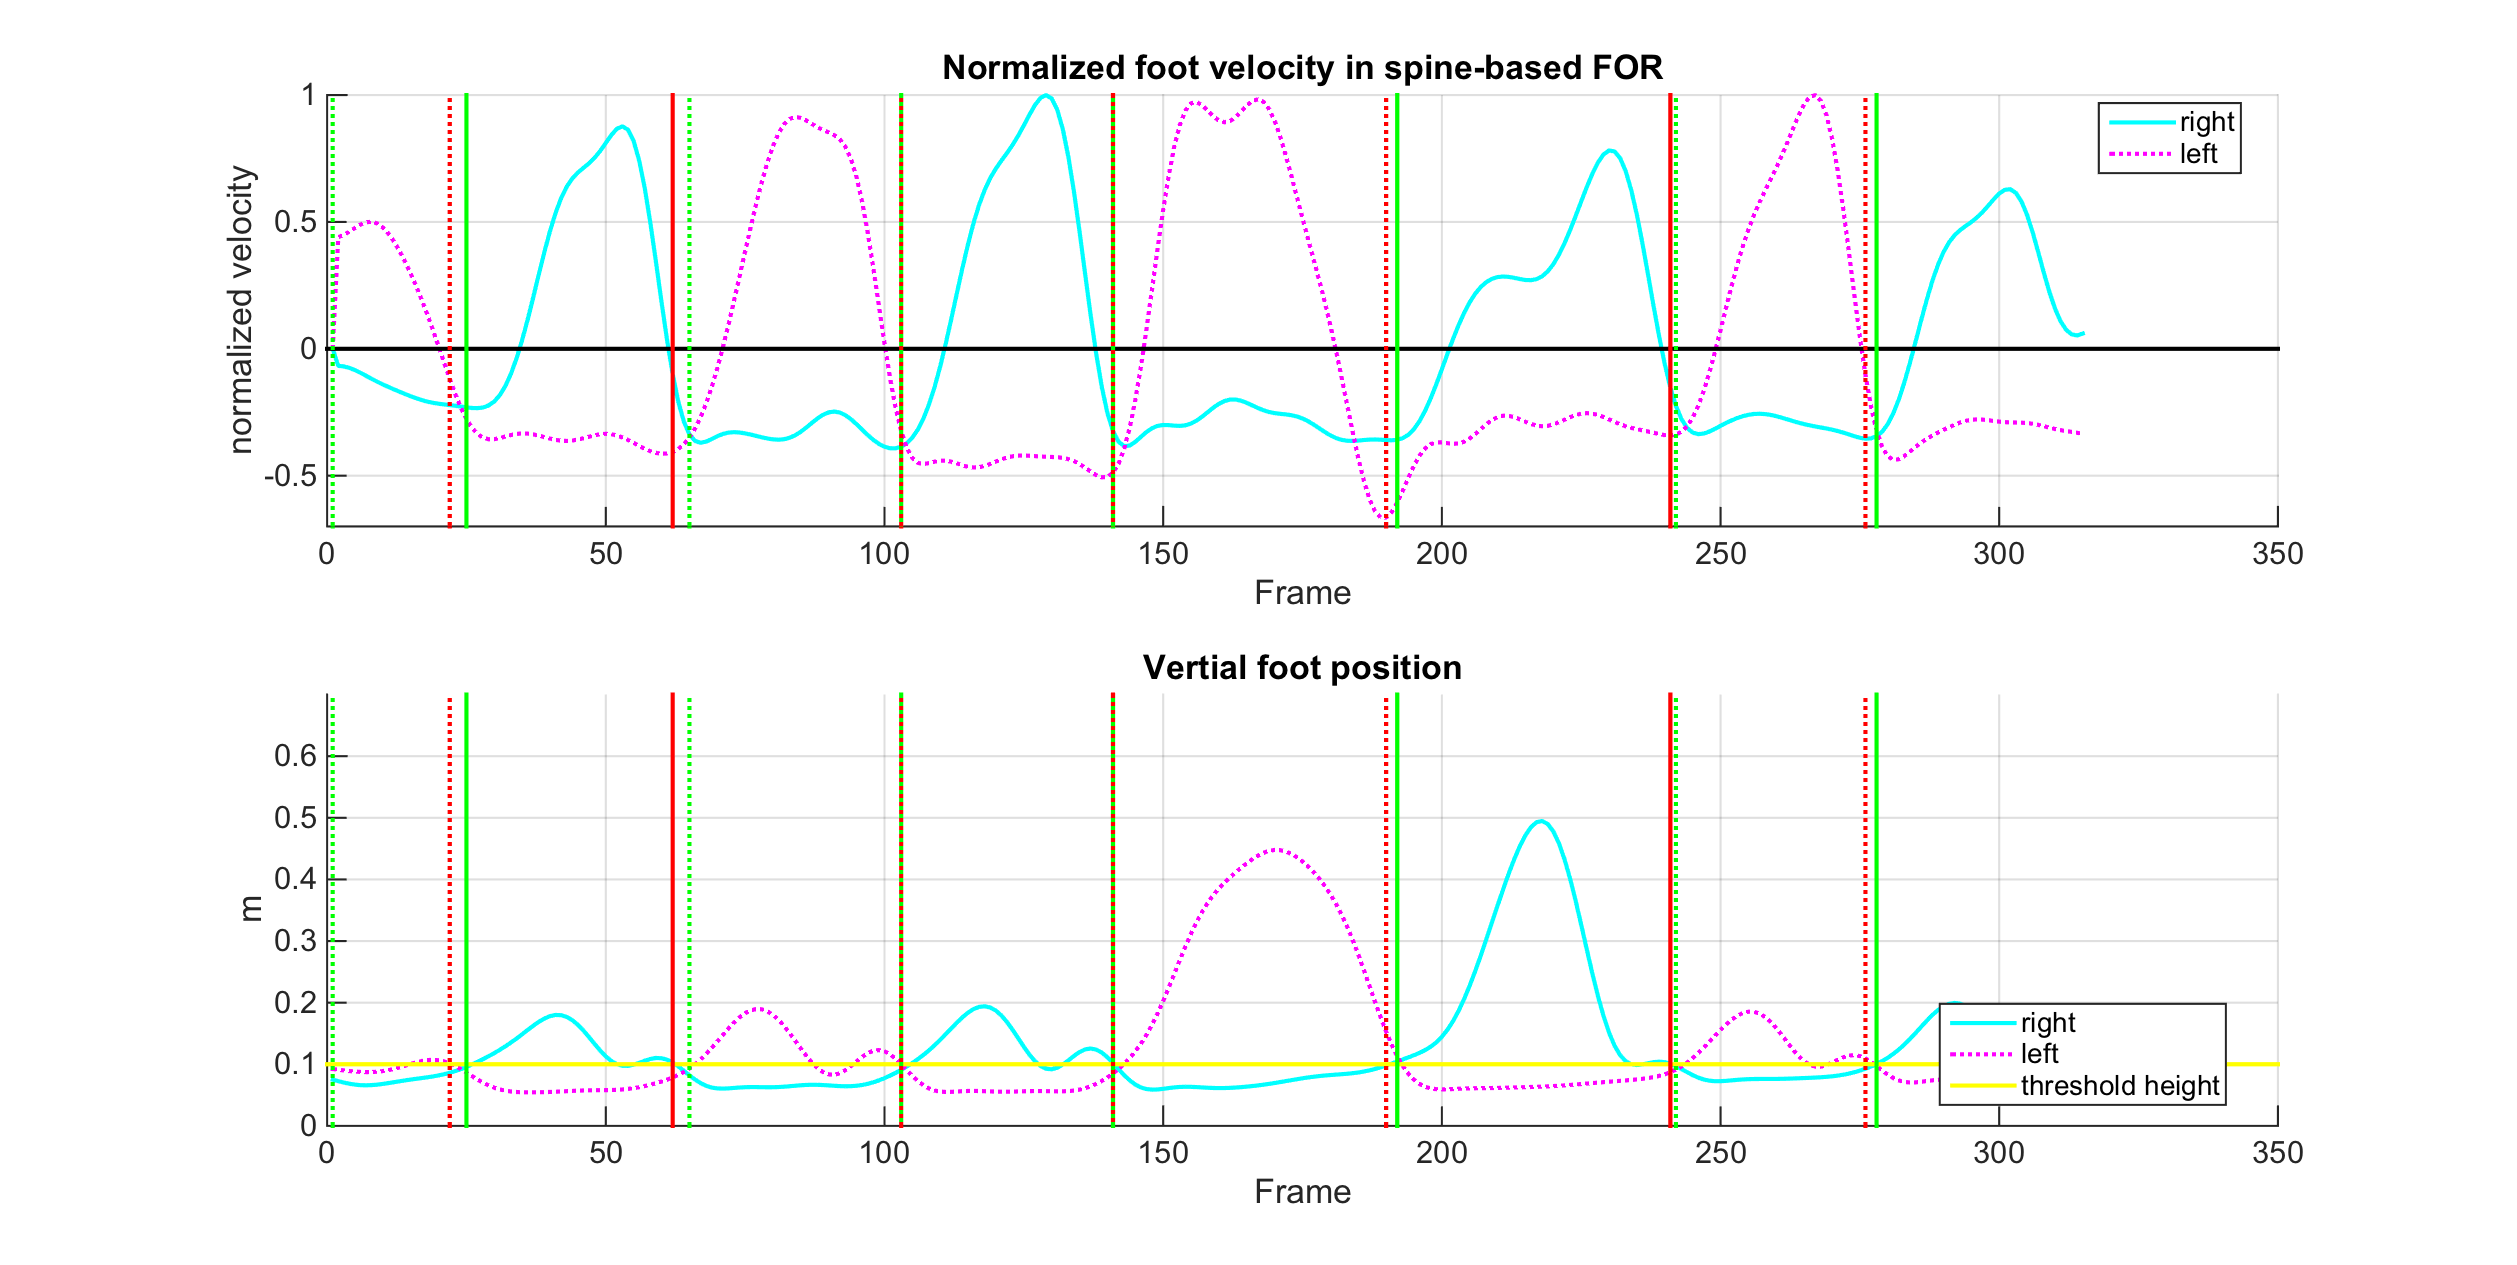 Normalized foot velocity in spine-based FOR
normalized velocity
1
0.5
0
-0.5
right
left
0 50 100 150 200 250 300 350
Frame
Vertial foot position
m
0.6
0.5
0.4
0.3
0.2
0.1
0
right
left
threshold height
0 50 100 150 200 250 300 350
Frame